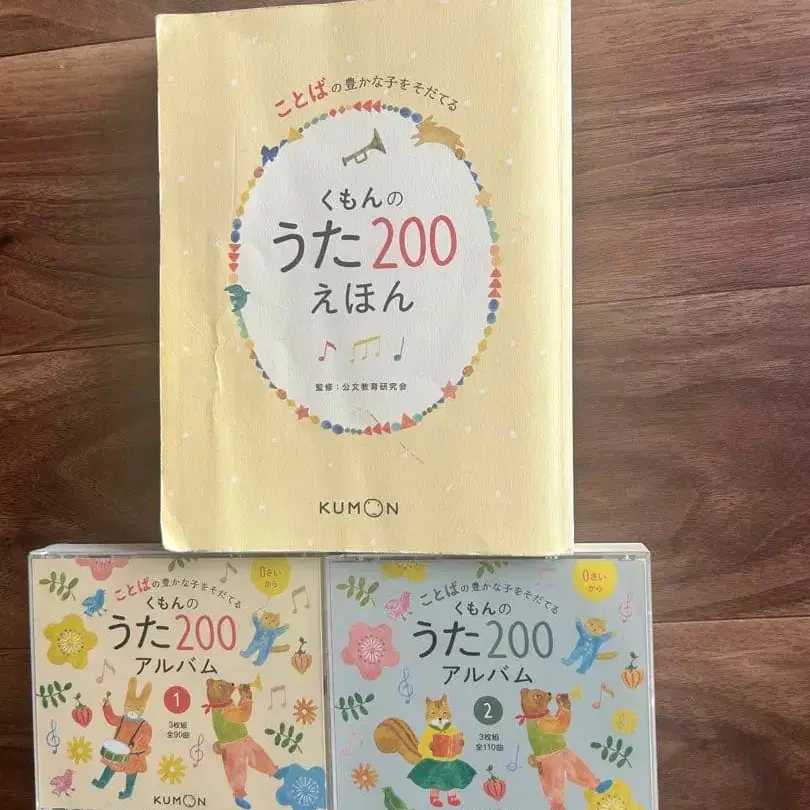 ことばの豊かな子をそだてる
くもんの
うた200
えほん
監修：公文教育研究会
KUMON
ことばの豊かな子をそだてる
0さい
から
くもんの
うた200
アルバム
1
3枚組
全90曲
KUMON
ことばの豊かな子をそだてる
0さい
から
くもんの
うた200
アルバム
2
3枚組
全110曲